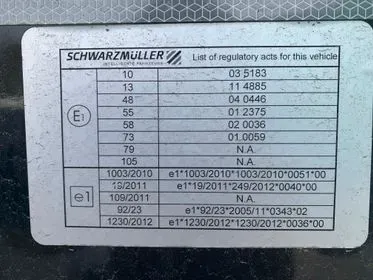 SCHWARZMÜLLER List of regulatory acts for this vehicle
INTELLIGENTE FAHRZEUGE
E1
10 03 5183
13 11 4885
48 04 0446
55 01 2375
58 02 0036
73 01 0059
79 N.A.
105 N.A.
e1
1003/2010 e1*1003/2010*1003/2010*0051*00
19/2011 e1*19/2011*249/2012*0040*00
109/2011 N.A.
92/23 e1*92/23*2005/11*0343*02
1230/2012 e1*1230/2012*1230/2012*0036*00